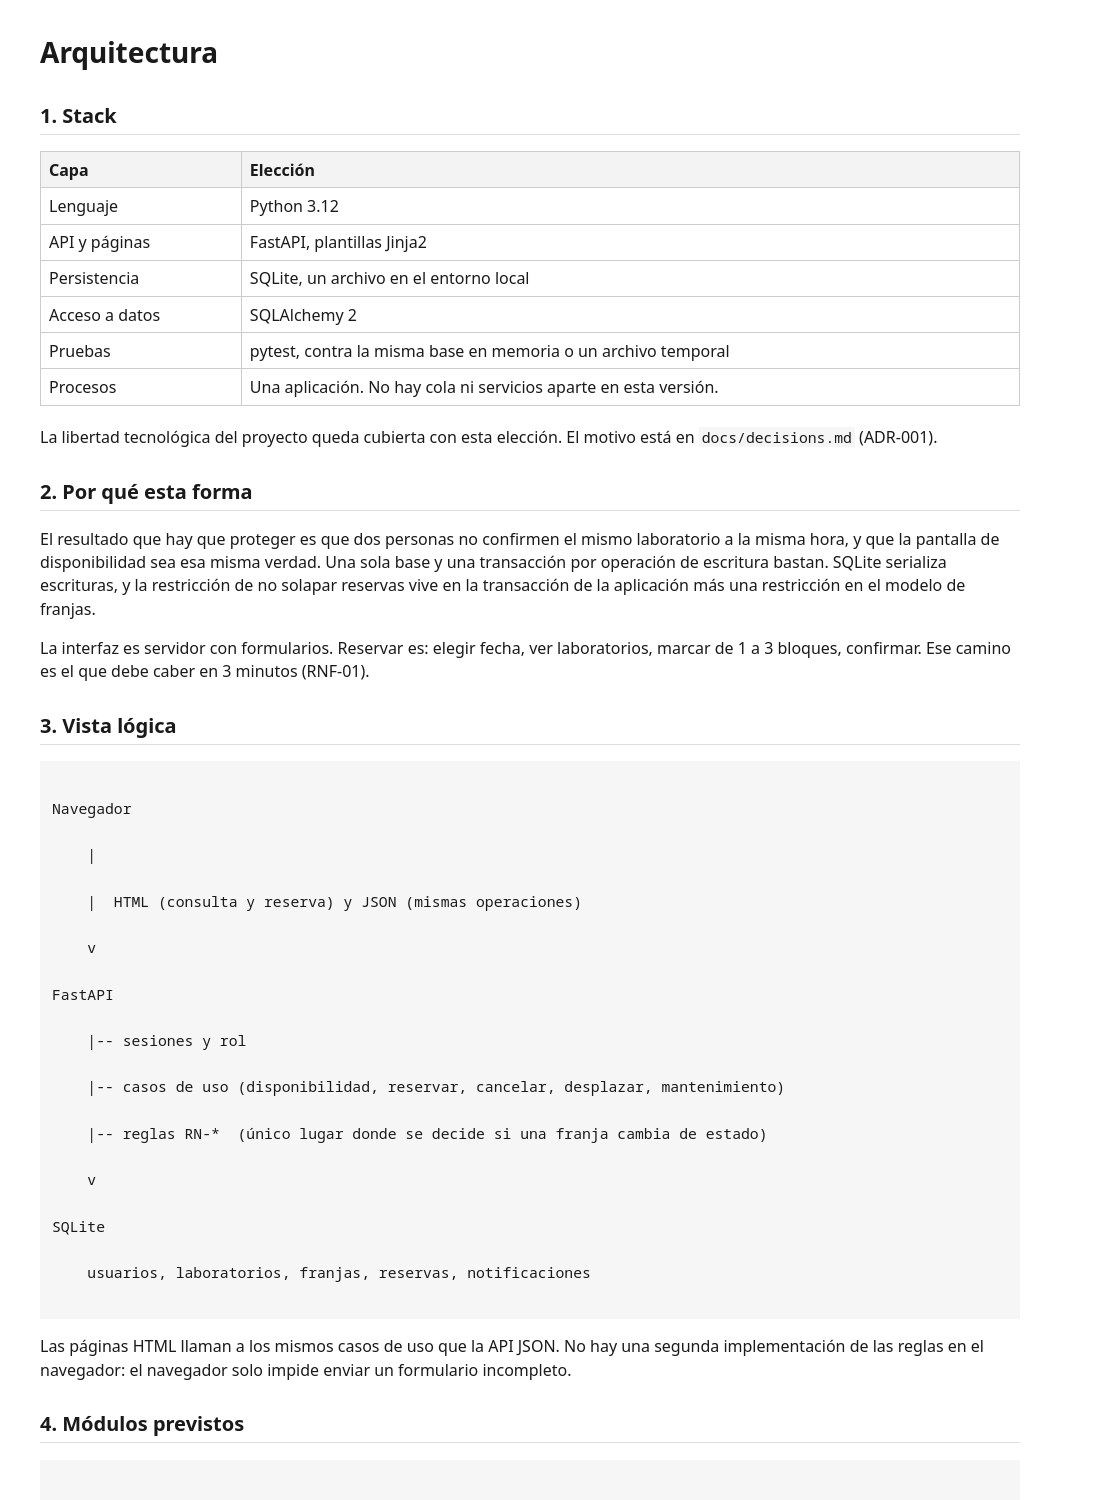 Arquitectura
1. Stack
Capa Elección
Lenguaje Python 3.12
API y páginas FastAPI, plantillas Jinja2
Persistencia SQLite, un archivo en el entorno local
Acceso a datos SQLAlchemy 2
Pruebas pytest, contra la misma base en memoria o un archivo temporal
Procesos Una aplicación. No hay cola ni servicios aparte en esta versión.
La libertad tecnológica del proyecto queda cubierta con esta elección. El motivo está en docs/decisions.md (ADR-001).
2. Por qué esta forma
El resultado que hay que proteger es que dos personas no confirmen el mismo laboratorio a la misma hora, y que la pantalla de
disponibilidad sea esa misma verdad. Una sola base y una transacción por operación de escritura bastan. SQLite serializa
escrituras, y la restricción de no solapar reservas vive en la transacción de la aplicación más una restricción en el modelo de
franjas.
La interfaz es servidor con formularios. Reservar es: elegir fecha, ver laboratorios, marcar de 1 a 3 bloques, confirmar. Ese camino
es el que debe caber en 3 minutos (RNF-01).
3. Vista lógica
Navegador
|
| HTML (consulta y reserva) y JSON (mismas operaciones)
v
FastAPI
|-- sesiones y rol
|-- casos de uso (disponibilidad, reservar, cancelar, desplazar, mantenimiento)
|-- reglas RN-* (único lugar donde se decide si una franja cambia de estado)
v
SQLite
usuarios, laboratorios, franjas, reservas, notificaciones
Las páginas HTML llaman a los mismos casos de uso que la API JSON. No hay una segunda implementación de las reglas en el
navegador: el navegador solo impide enviar un formulario incompleto.
4. Módulos previstos